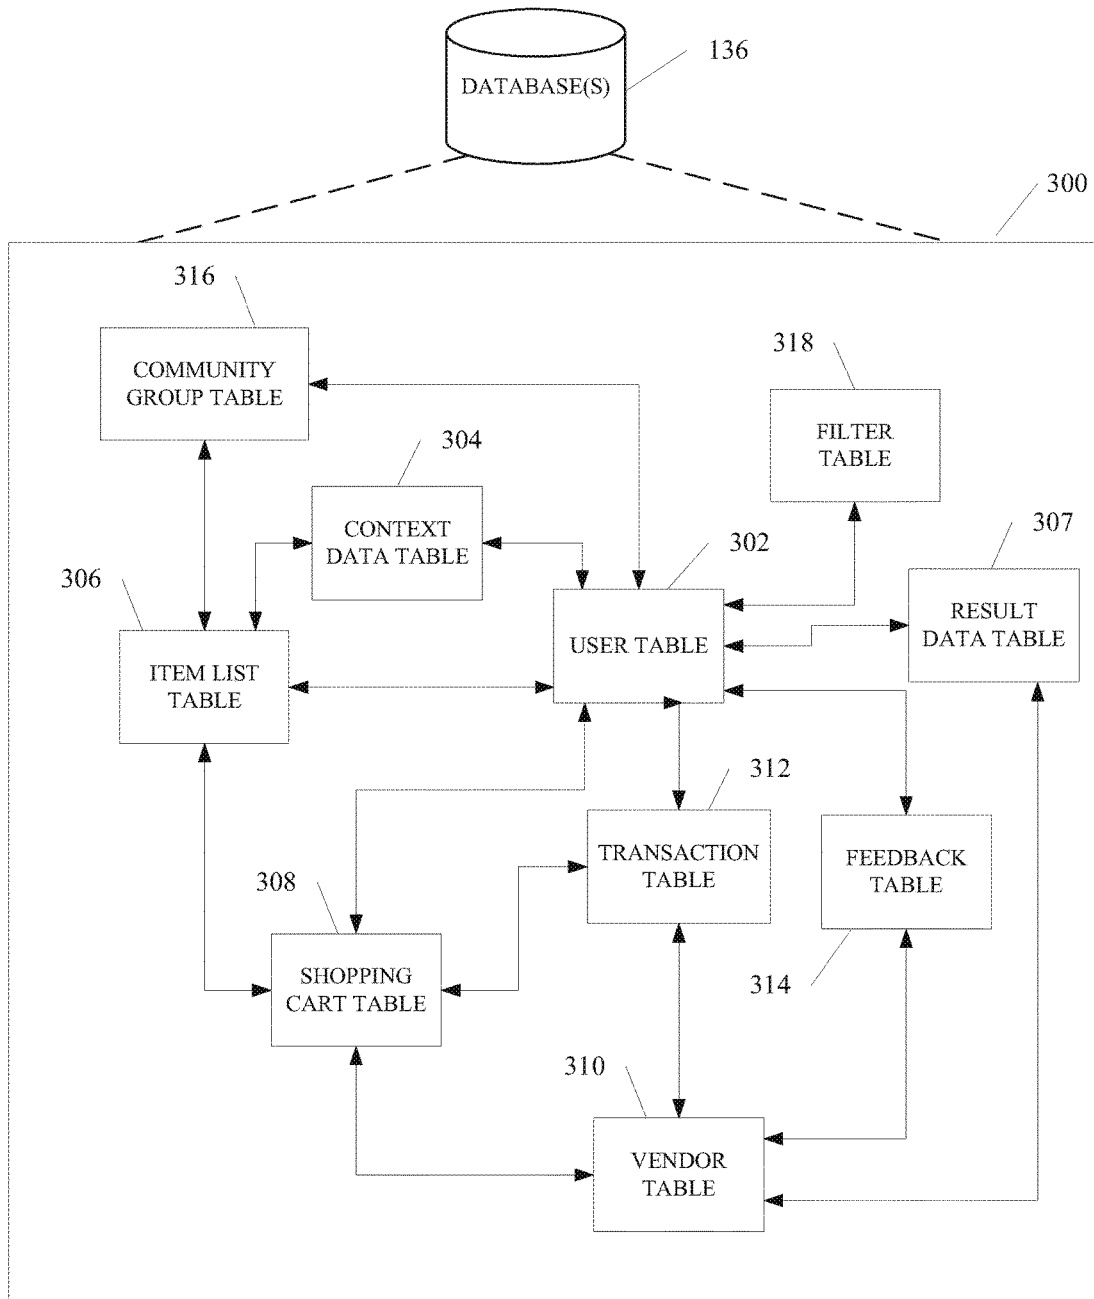 136
DATABASE(S)
300
316
COMMUNITY
GROUP TABLE
318
FILTER
TABLE
304
CONTEXT
DATA TABLE
302
307
306
USER TABLE
RESULT
DATA TABLE
ITEM LIST
TABLE
312
TRANSACTION
TABLE
FEEDBACK
TABLE
308
SHOPPING
CART TABLE
314
310
VENDOR
TABLE